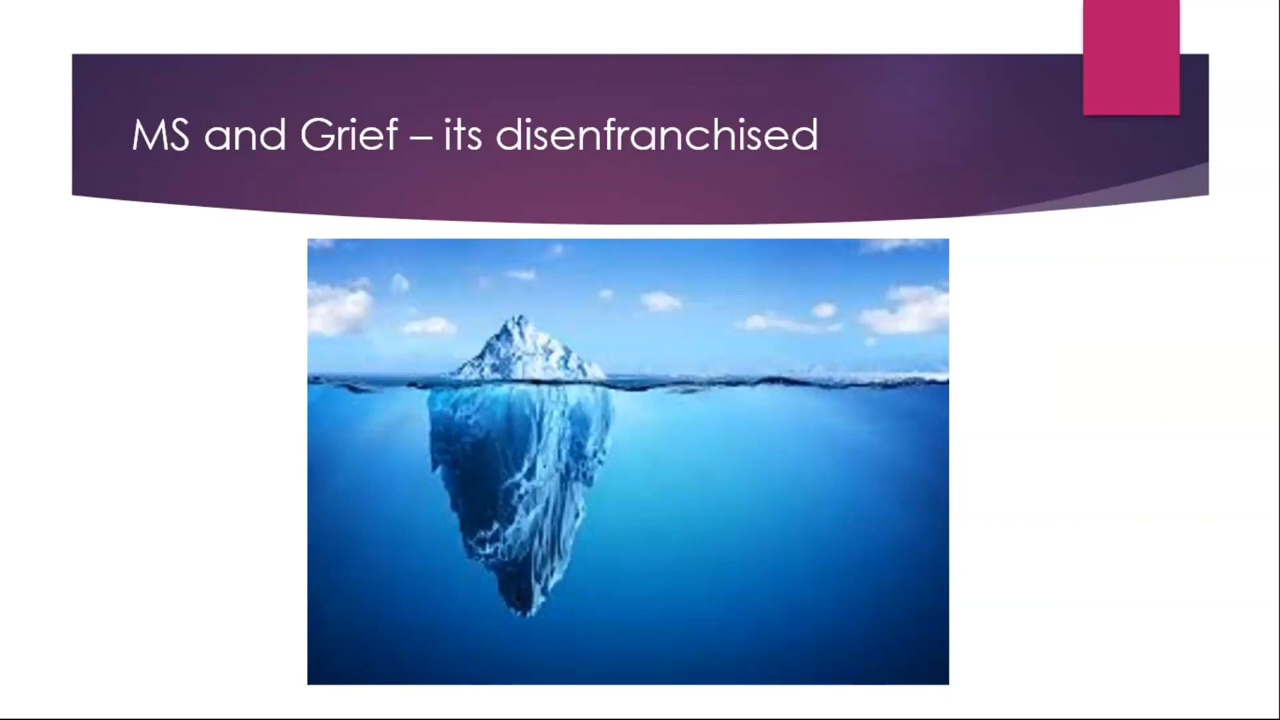 MS and Grief – its disenfranchised